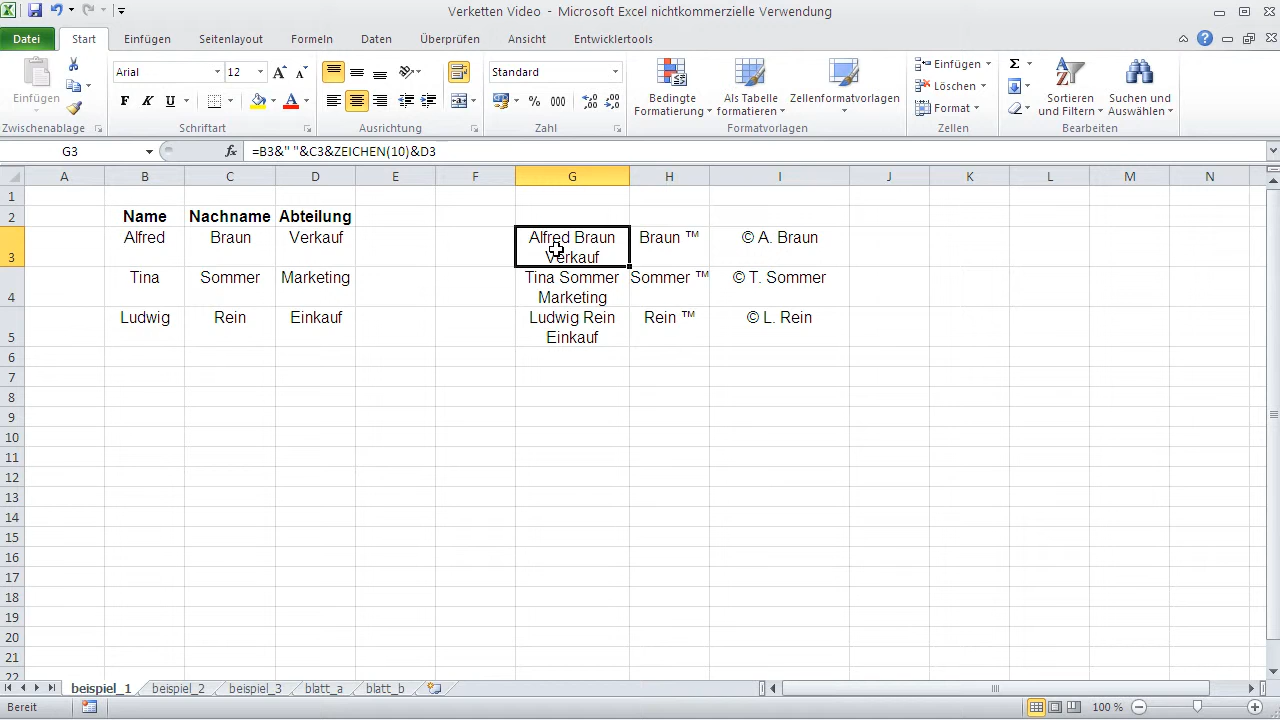 Verketten Video - Microsoft Excel nichtkommerzielle Verwendung
Datei Start Einfügen Seitenlayout Formeln Daten Überprüfen Ansicht Entwicklertools
Einfügen
Arial 12
F K U
Standard
% 000
Bedingte Formatierung
Als Tabelle formatieren
Zellenformatvorlagen
Einfügen
Löschen
Format
Sortieren und Filtern
Suchen und Auswählen
Zwischenablage Schriftart Ausrichtung Zahl Formatvorlagen Zellen Bearbeiten
G3 fx =B3&" "&C3&ZEICHEN(10)&D3
A B C D E F G H I J K L M N
1
2 Name Nachname Abteilung
3 Alfred Braun Verkauf Alfred Braun Braun ™ © A. Braun
Verkauf
4 Tina Sommer Marketing Tina Sommer Sommer ™ © T. Sommer
Marketing
5 Ludwig Rein Einkauf Ludwig Rein Rein ™ © L. Rein
Einkauf
6
7
8
9
10
11
12
13
14
15
16
17
18
19
20
21
22
beispiel_1 beispiel_2 beispiel_3 blatt_a blatt_b
Bereit 100 %